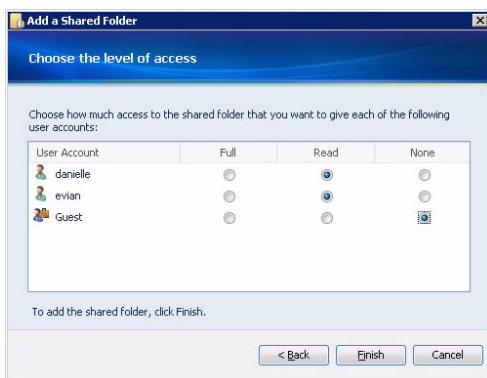 Add a Shared Folder
Choose the level of access
Choose how much access to the shared folder that you want to give each of the following
user accounts:
User Account Full Read None
danielle
evian
Guest
To add the shared folder, click Finish.
< Back Finish Cancel